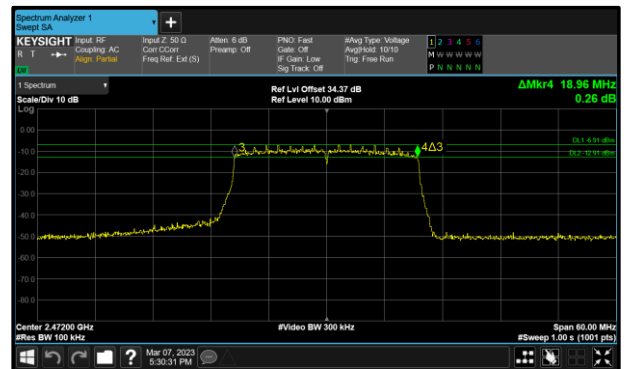 Spectrum Analyzer 1
Swept SA
+
KEYSIGHT
R T
LXI
Input: RF
Coupling: AC
Align: Partial
Input Z: 50 Ω
Corr CCorr
Freq Ref: Ext (S)
Atten: 6 dB
Preamp: Off
PNO: Fast
Gate: Off
IF Gain: Low
Sig Track: Off
#Avg Type: Voltage
Avg|Hold: 10/10
Trig: Free Run
1 2 3 4 5 6
M W W W W W
P N N N N N
1 Spectrum
Scale/Div 10 dB
Log
Ref Lvl Offset 34.37 dB
Ref Level 10.00 dBm
ΔMkr4 18.96 MHz
0.26 dB
0.00
-10.0
-20.0
-30.0
-40.0
-50.0
-60.0
-70.0
-80.0
3
4Δ3
DL1 -6.91 dBm
DL2 -12.91 dBm
Center 2.47200 GHz
#Res BW 100 kHz
#Video BW 300 kHz
Span 60.00 MHz
#Sweep 1.00 s (1001 pts)
?
Mar 07, 2023
5:30:31 PM